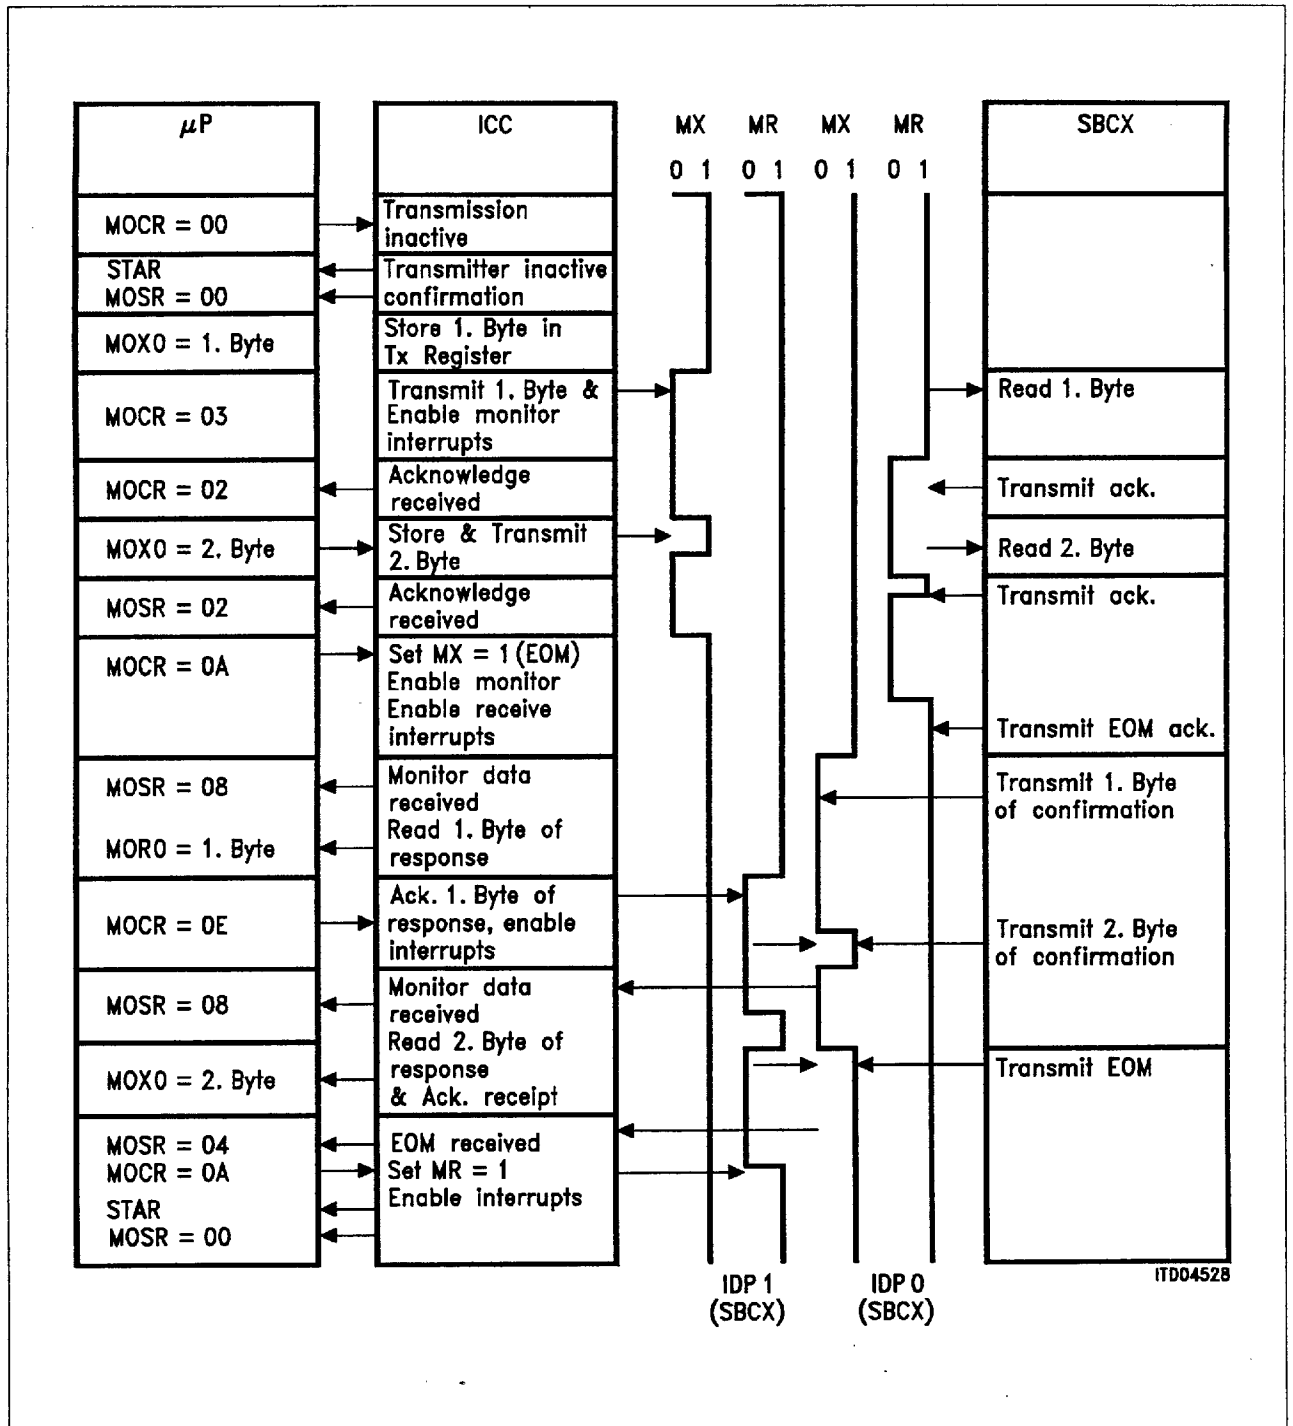 μP
ICC
MX MR MX MR
0 1 0 1 0 1 0 1
SBCX
MOCR = 00
Transmission
inactive
STAR
MOSR = 00
Transmitter inactive
confirmation
MOX0 = 1. Byte
Store 1. Byte in
Tx Register
MOCR = 03
Transmit 1. Byte &
Enable monitor
interrupts
Read 1. Byte
MOCR = 02
Acknowledge
received
Transmit ack.
MOX0 = 2. Byte
Store & Transmit
2. Byte
Read 2. Byte
MOSR = 02
Acknowledge
received
Transmit ack.
MOCR = 0A
Set MX = 1 (EOM)
Enable monitor
Enable receive
interrupts
Transmit EOM ack.
MOSR = 08
Monitor data
received
Transmit 1. Byte
of confirmation
MOR0 = 1. Byte
Read 1. Byte of
response
MOCR = 0E
Ack. 1. Byte of
response, enable
interrupts
Transmit 2. Byte
of confirmation
MOSR = 08
Monitor data
received
MOX0 = 2. Byte
Read 2. Byte of
response
& Ack. receipt
Transmit EOM
MOSR = 04
MOCR = 0A
STAR
MOSR = 00
EOM received
Set MR = 1
Enable interrupts
ITD04528
IDP 1
(SBCX)
IDP 0
(SBCX)